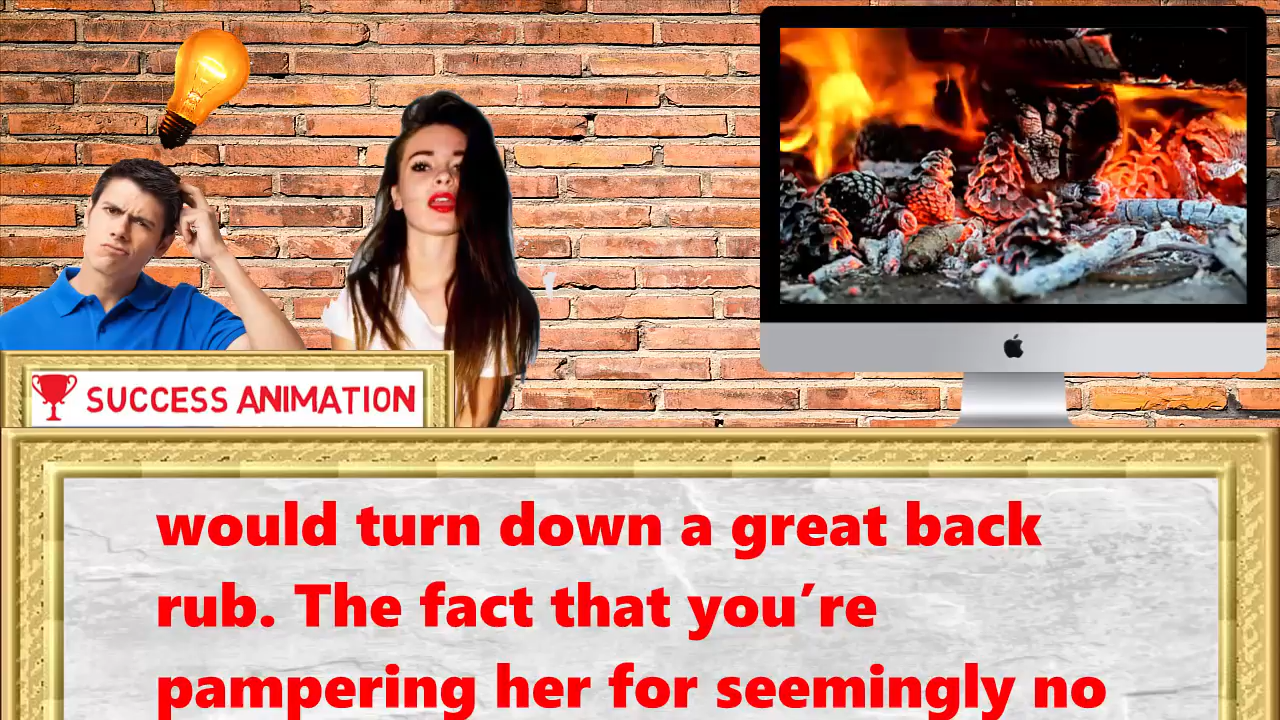 SUCCESS ANIMATION
would turn down a great back
rub. The fact that you’re
pampering her for seemingly no